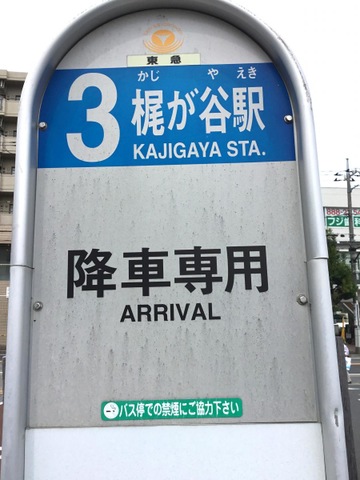 東急
かじ や えき
3 梶が谷駅
KAJIGAYA STA.
降車専用
ARRIVAL
バス停での禁煙にご協力下さい